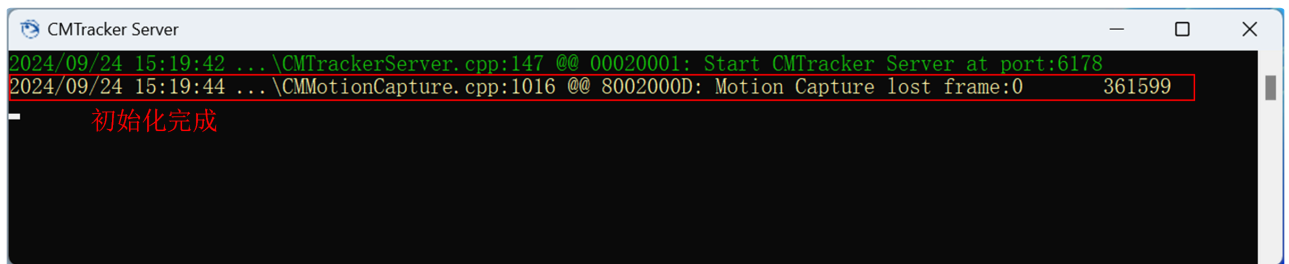 CMTracker Server
2024/09/24 15:19:42 ...\CMTrackerServer.cpp:147 @@ 00020001: Start CMTracker Server at port:6178
2024/09/24 15:19:44 ...\CMMotionCapture.cpp:1016 @@ 8002000D: Motion Capture lost frame:0 361599
初始化完成